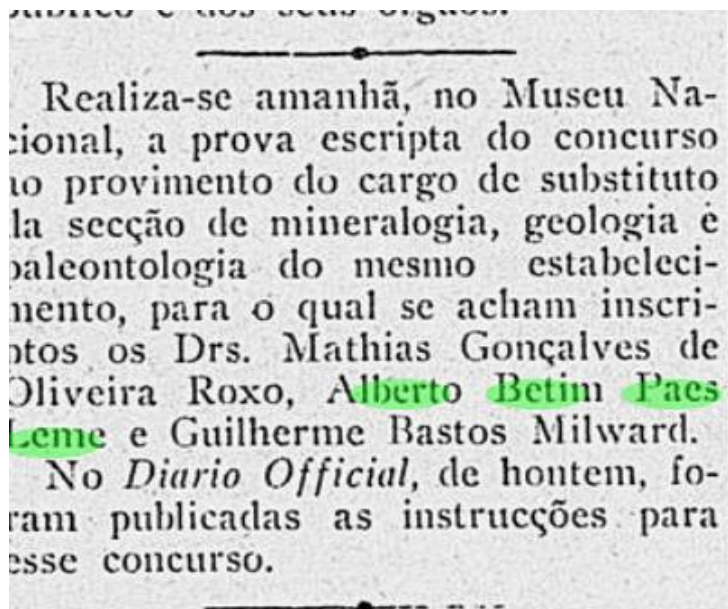 Realiza-se amanhã, no Museu Na-
cional, a prova escripta do concurso
ao provimento do cargo de substituto
da secção de mineralogia, geologia e
paleontologia do mesmo estabeleci-
mento, para o qual se acham inscri-
ptos os Drs. Mathias Gonçalves de
Oliveira Roxo, Alberto Betim Paes
Leme e Guilherme Bastos Milward.
No Diario Official, de hontem, fo-
ram publicadas as instrucções para
esse concurso.